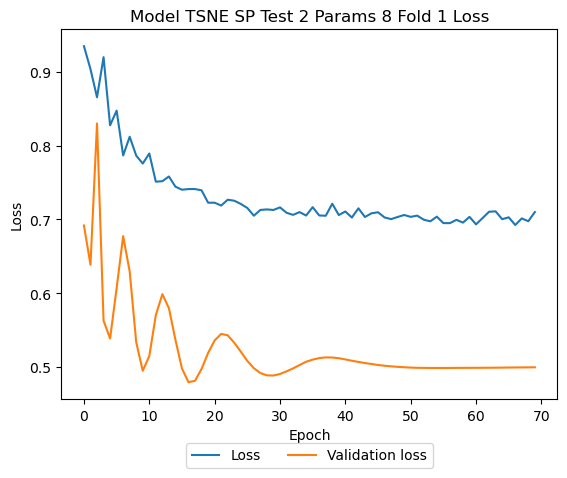 Model TSNE SP Test 2 Params 8 Fold 1 Loss
Loss
0.9
0.8
0.7
0.6
0.5
0 10 20 30 40 50 60 70
Epoch
Loss Validation loss